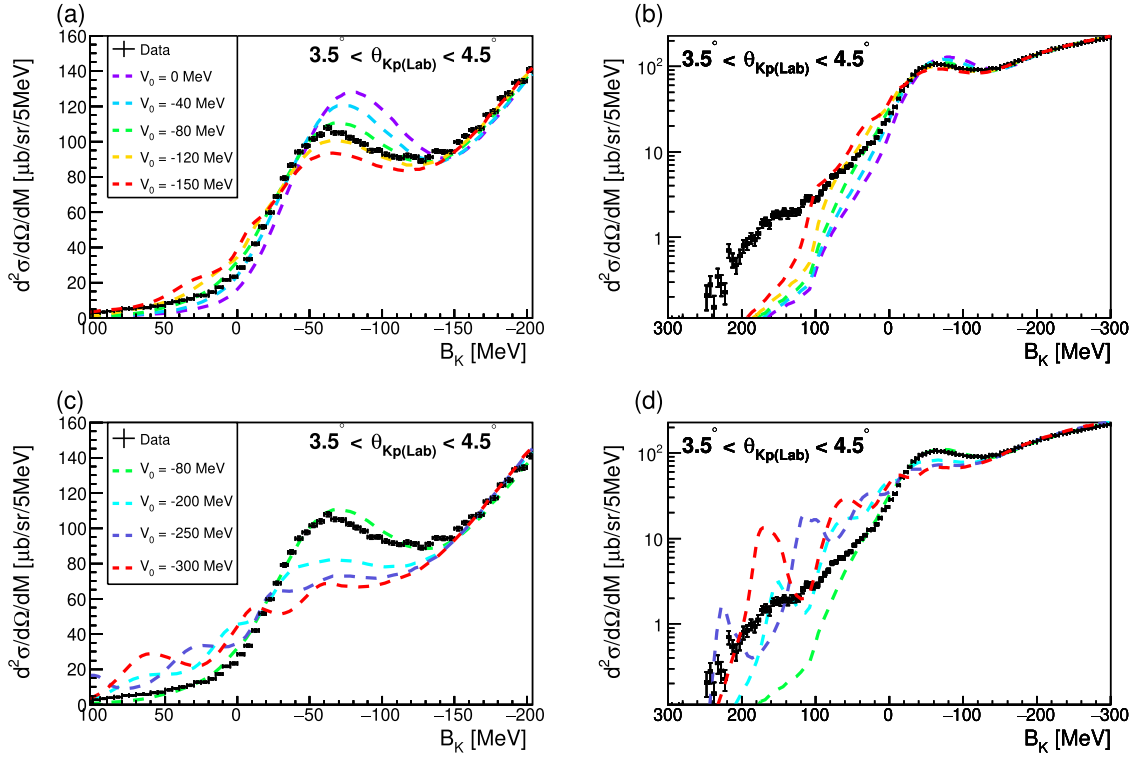 (a)
3.5° < θKp(Lab) < 4.5°
Data
V0 = 0 MeV
V0 = -40 MeV
V0 = -80 MeV
V0 = -120 MeV
V0 = -150 MeV
d²σ/dΩ/dM [μb/sr/5MeV]
160
140
120
100
80
60
40
20
0
100 50 0 −50 −100 −150 −200
BK [MeV]
(b)
3.5° < θKp(Lab) < 4.5°
d²σ/dΩ/dM [μb/sr/5MeV]
10²
10
1
300 200 100 0 −100 −200 −300
BK [MeV]
(c)
3.5° < θKp(Lab) < 4.5°
Data
V0 = -80 MeV
V0 = -200 MeV
V0 = -250 MeV
V0 = -300 MeV
d²σ/dΩ/dM [μb/sr/5MeV]
160
140
120
100
80
60
40
20
0
100 50 0 −50 −100 −150 −200
BK [MeV]
(d)
3.5° < θKp(Lab) < 4.5°
d²σ/dΩ/dM [μb/sr/5MeV]
10²
10
1
300 200 100 0 −100 −200 −300
BK [MeV]